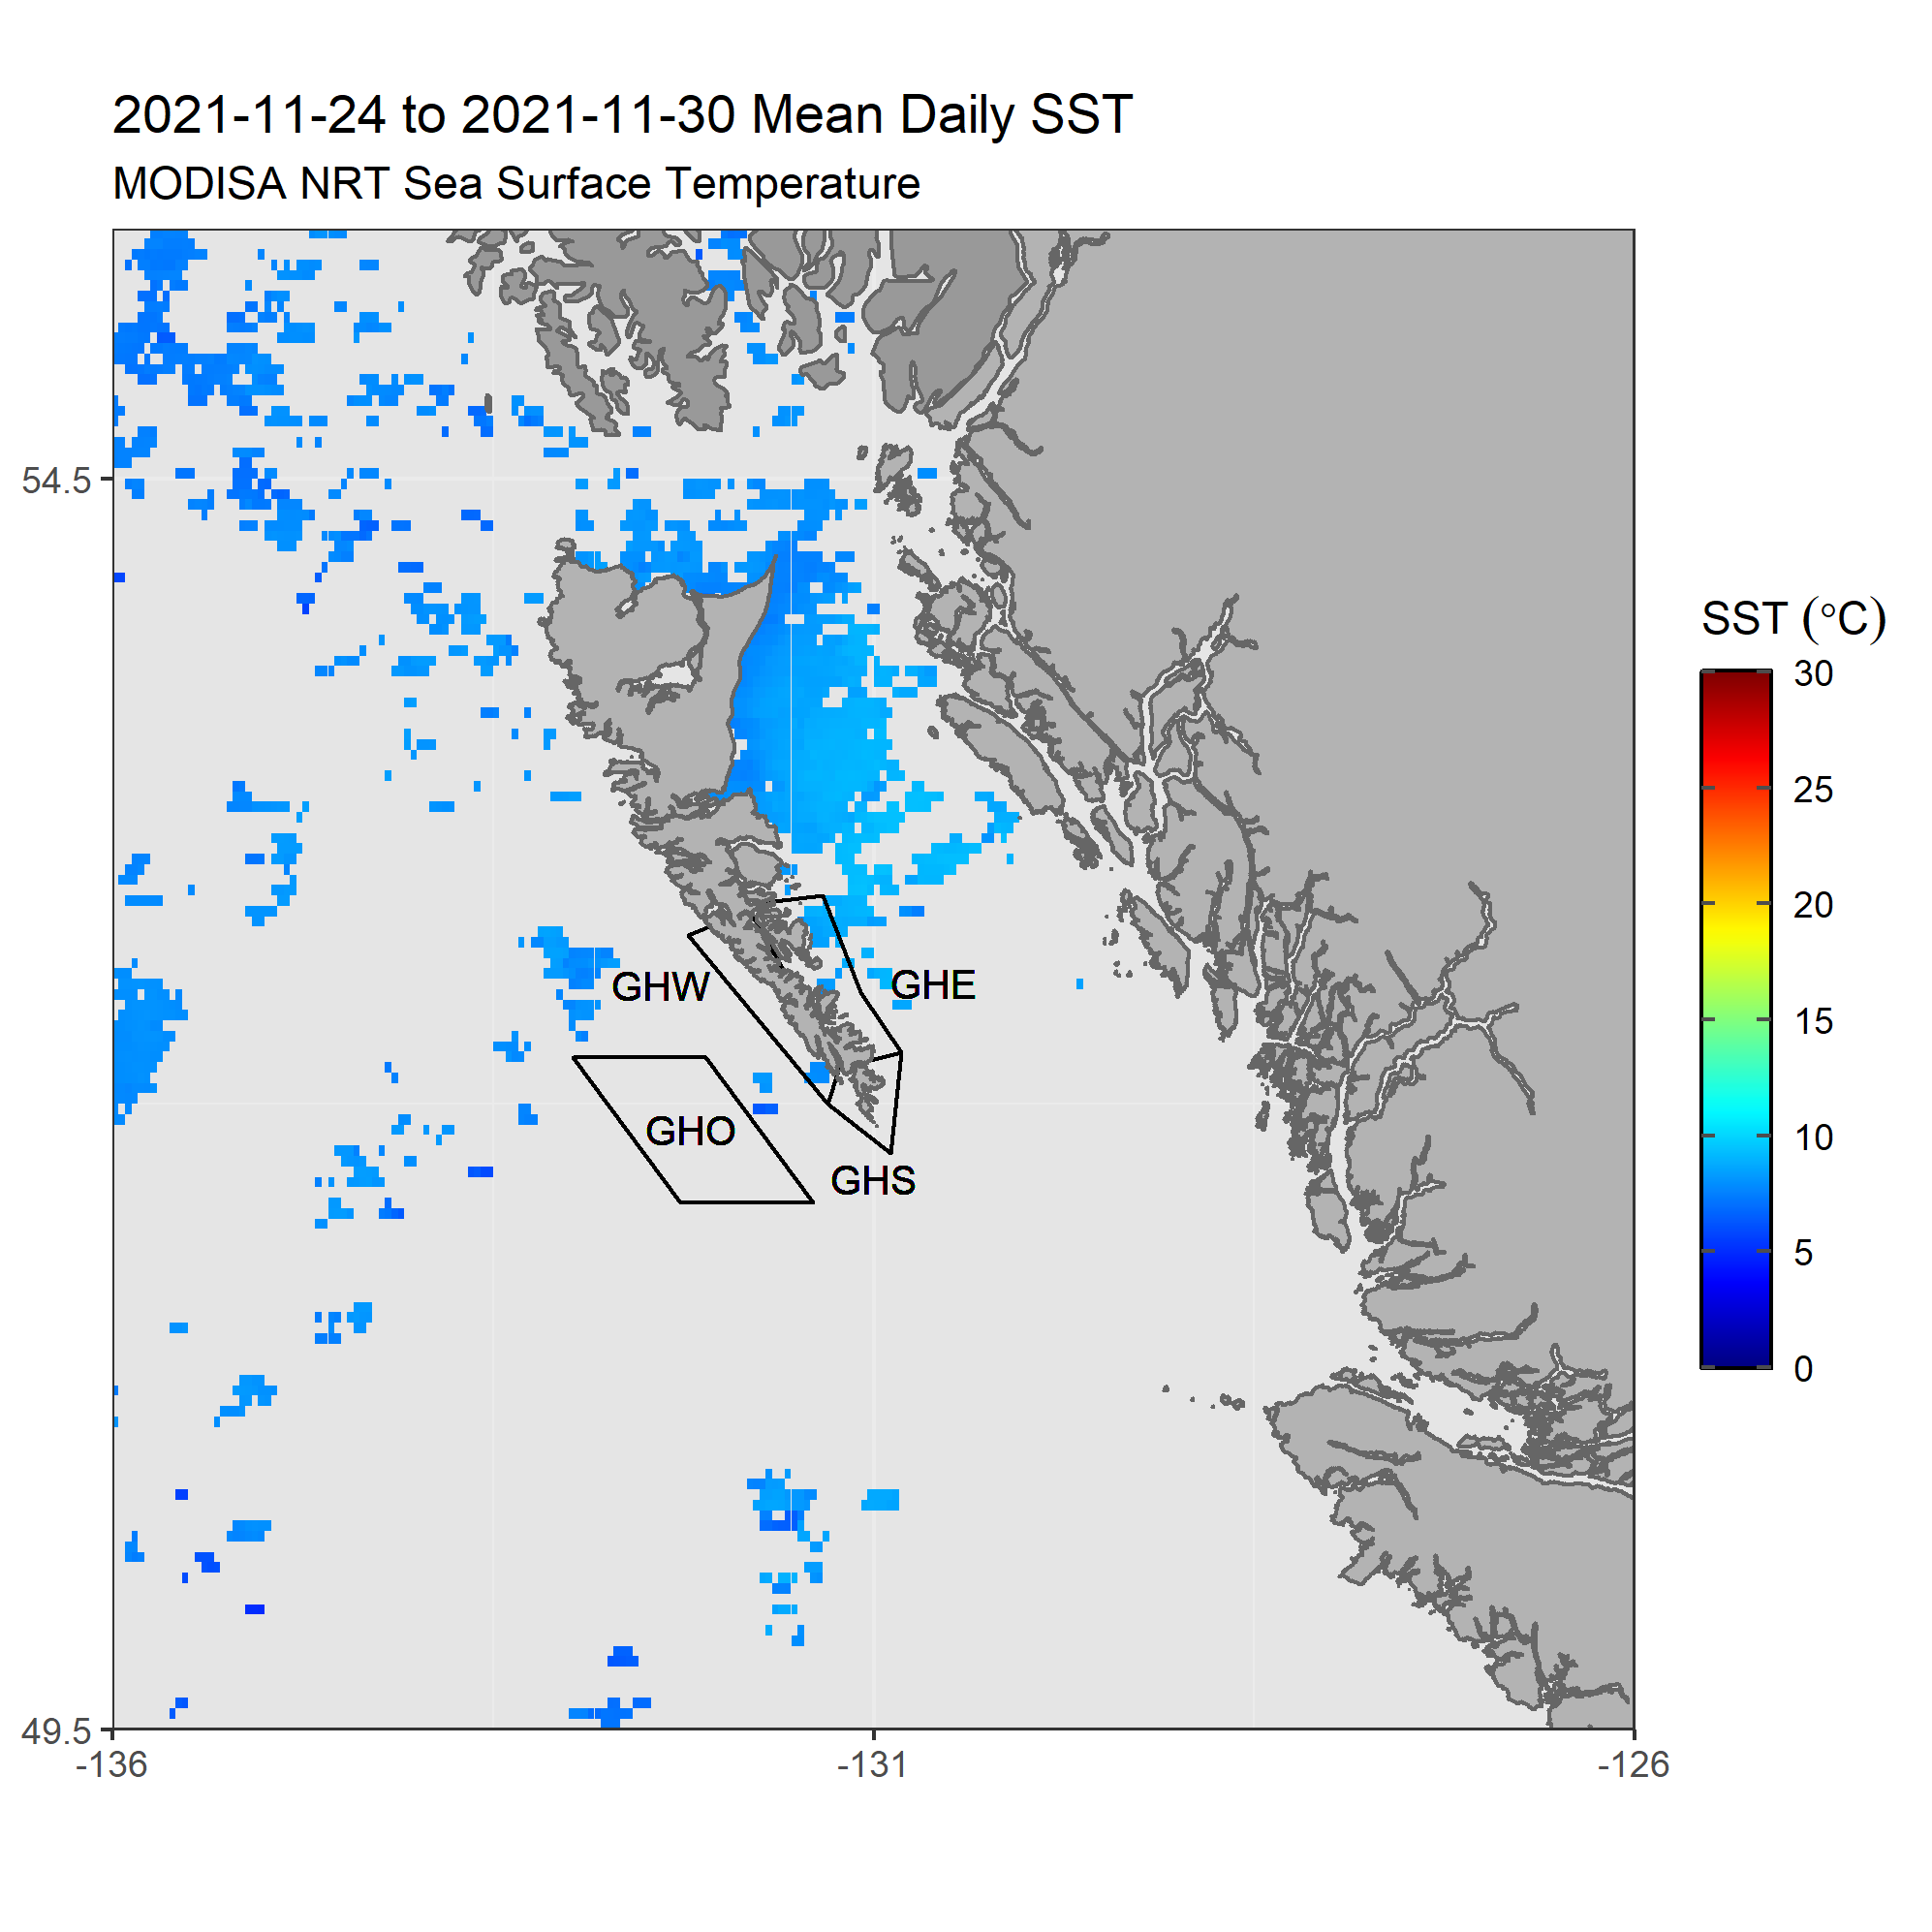 2021-11-24 to 2021-11-30 Mean Daily SST
MODISA NRT Sea Surface Temperature
54.5
49.5
-136
-131
-126
GHW
GHE
GHO
GHS
SST (°C)
30
25
20
15
10
5
0